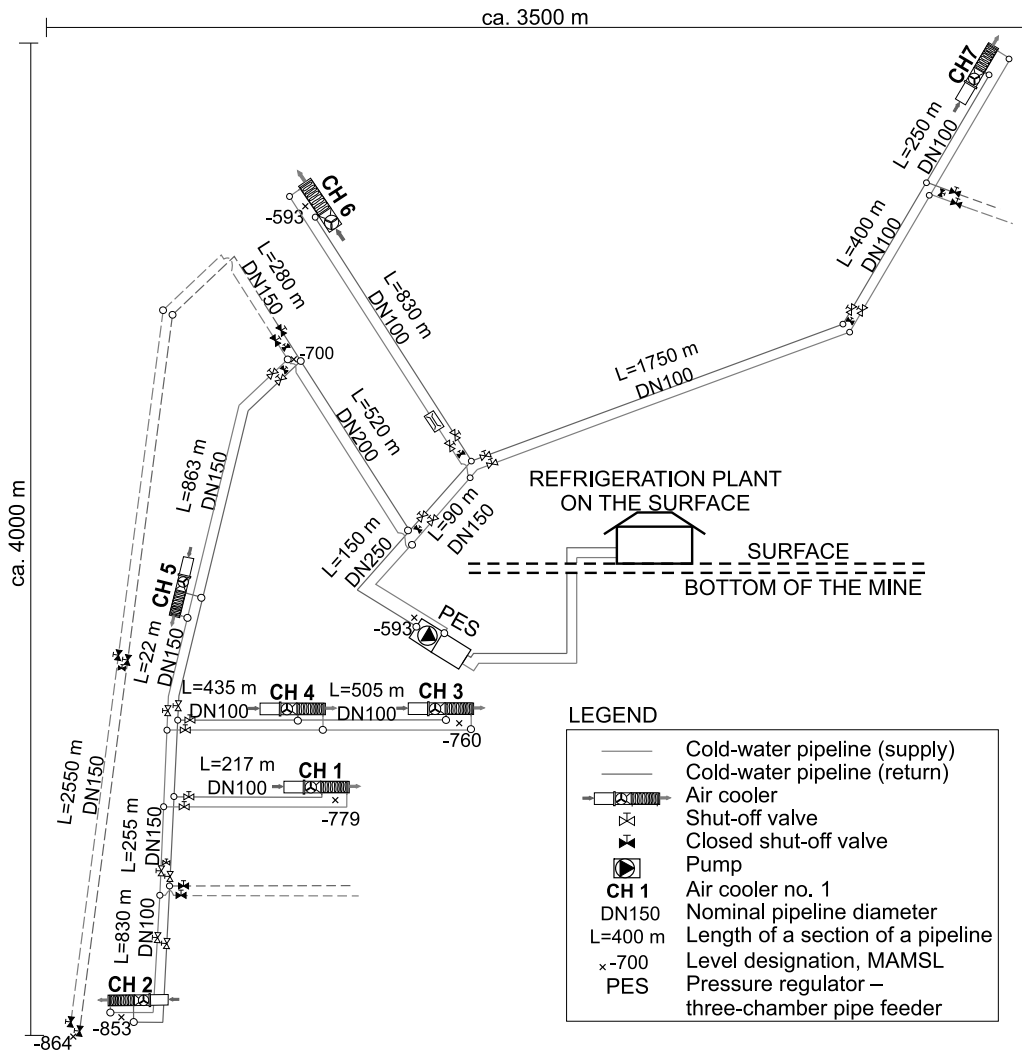 ca. 3500 m
ca. 4000 m
CH7
L=250 m
DN100
L=400 m
DN100
CH 6
-593
L=830 m
DN100
L=280 m
DN150
-700
L=1750 m
DN100
L=520 m
DN200
L=863 m
DN150
L=90 m
DN150
L=150 m
DN250
REFRIGERATION PLANT
ON THE SURFACE
SURFACE
BOTTOM OF THE MINE
PES
-593
CH 5
L=22 m
DN150
L=435 m
DN100
CH 4
L=505 m
DN100
CH 3
-760
L=217 m
DN100
CH 1
-779
L=2550 m
DN150
L=255 m
DN150
L=830 m
DN100
CH 2
-853
-864
LEGEND
Cold-water pipeline (supply)
Cold-water pipeline (return)
Air cooler
Shut-off valve
Closed shut-off valve
Pump
CH 1 Air cooler no. 1
DN150 Nominal pipeline diameter
L=400 m Length of a section of a pipeline
×-700 Level designation, MAMSL
PES Pressure regulator –
three-chamber pipe feeder